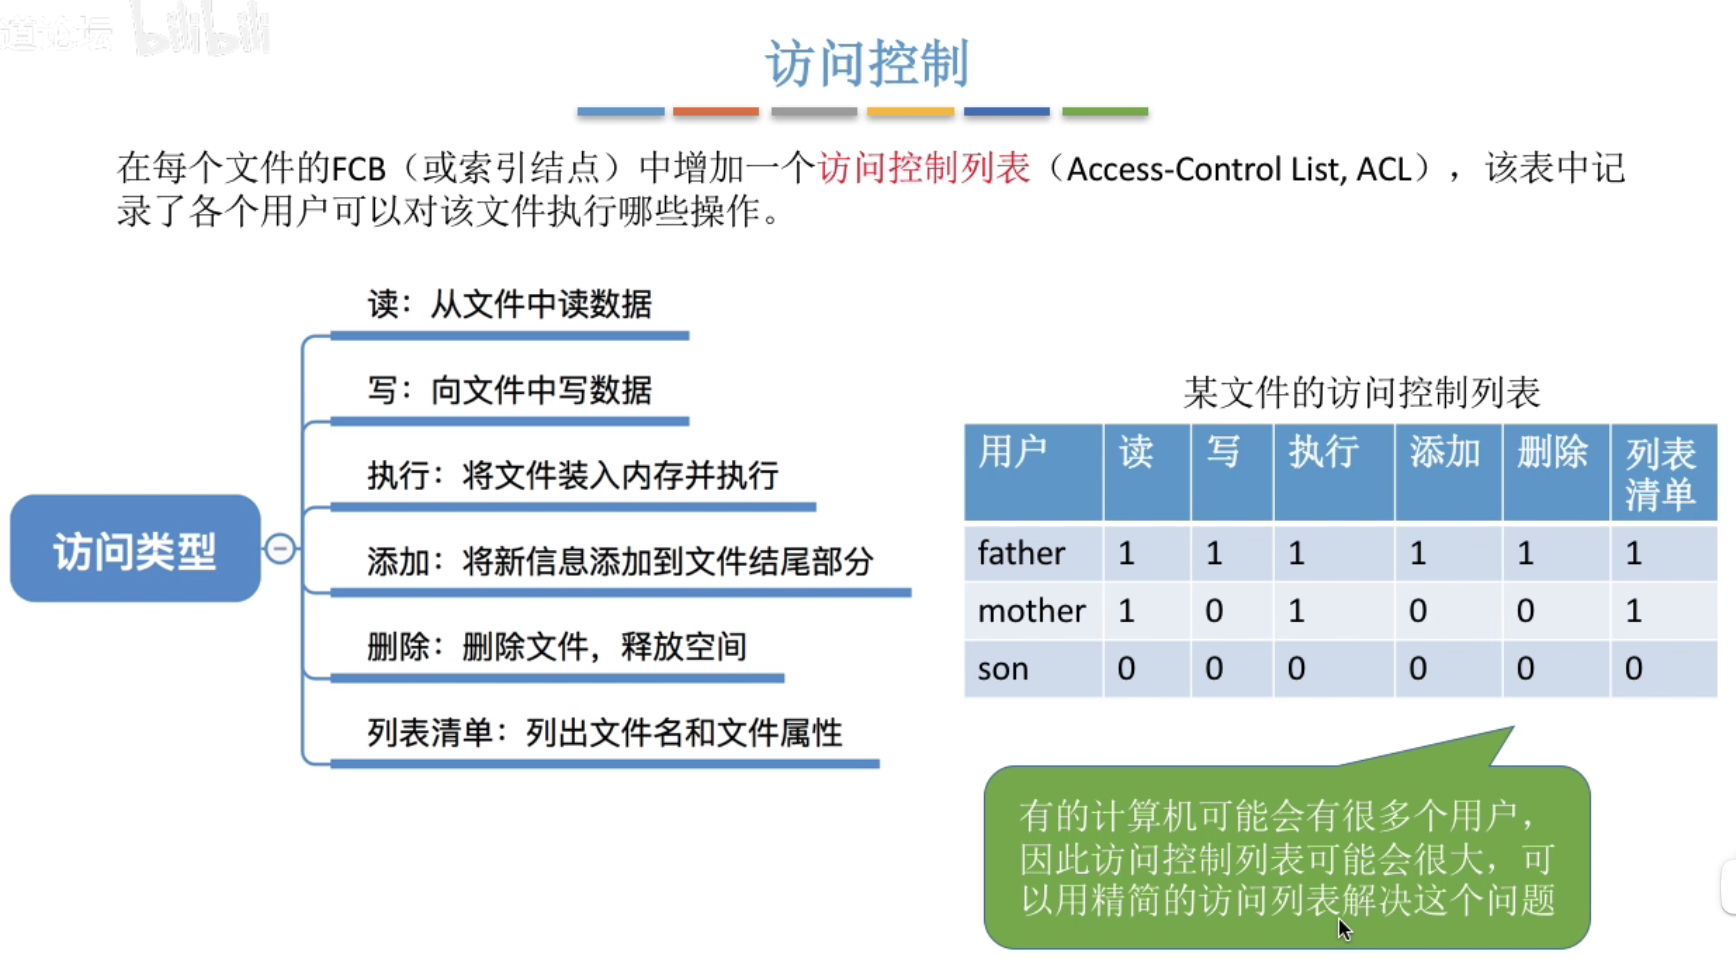 道论坛 bilibili
访问控制
在每个文件的FCB（或索引结点）中增加一个访问控制列表（Access-Control List, ACL），该表中记
录了各个用户可以对该文件执行哪些操作。
访问类型
读：从文件中读数据
写：向文件中写数据
执行：将文件装入内存并执行
添加：将新信息添加到文件结尾部分
删除：删除文件，释放空间
列表清单：列出文件名和文件属性
某文件的访问控制列表
用户 读 写 执行 添加 删除 列表
清单
father 1 1 1 1 1 1
mother 1 0 1 0 0 1
son 0 0 0 0 0 0
有的计算机可能会有很多个用户，
因此访问控制列表可能会很大，可
以用精简的访问列表解决这个问题